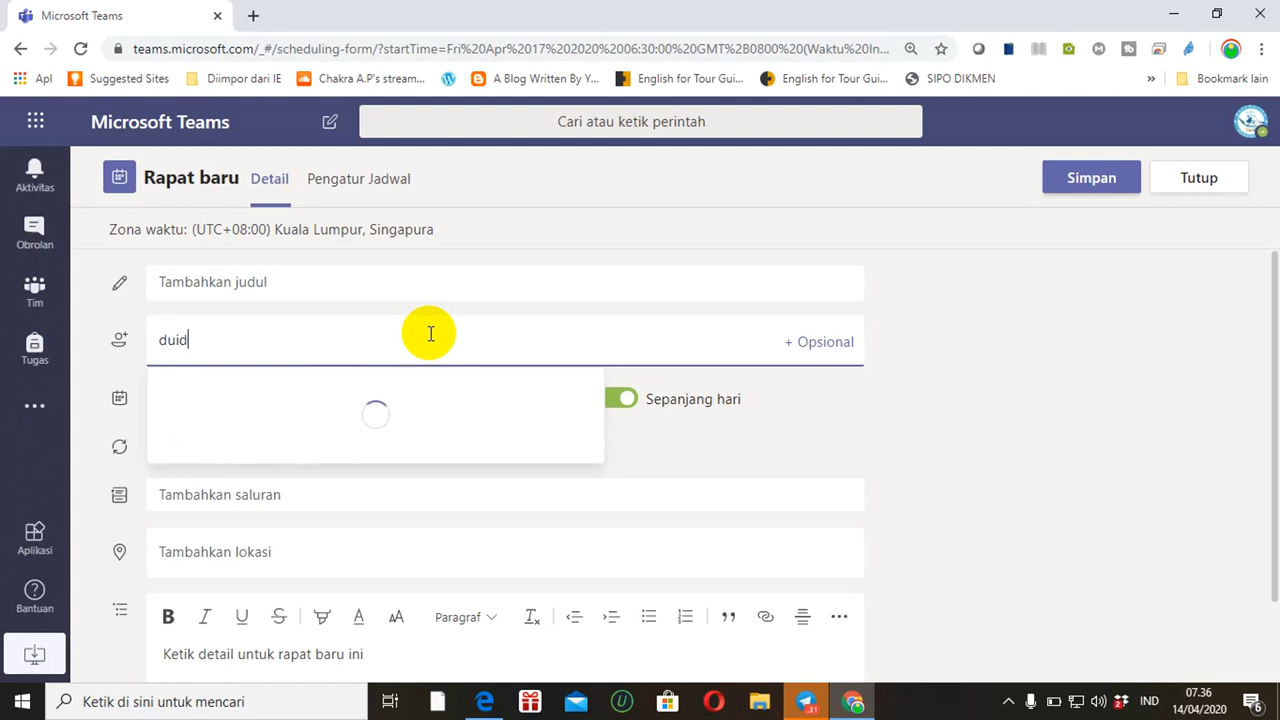 Microsoft Teams
teams.microsoft.com/_#/scheduling-form/?startTime=Fri%20Apr%2017%202020%2006:30:00%20GMT%2B0800%20(Waktu%20In...
Apl Suggested Sites Diimpor dari IE Chakra A.P's stream... A Blog Written By Y... English for Tour Gui... English for Tour Gui... SIPO DIKMEN » Bookmark lain
Microsoft Teams Cari atau ketik perintah
Aktivitas
Obrolan
Tim
Tugas
Aplikasi
Bantuan
Rapat baru Detail Pengatur Jadwal Simpan Tutup
Zona waktu: (UTC+08:00) Kuala Lumpur, Singapura
Tambahkan judul
duid + Opsional
Sepanjang hari
Tambahkan saluran
Tambahkan lokasi
B I U S A AA Paragraf
Ketik detail untuk rapat baru ini
Ketik di sini untuk mencari 31 IND 07.36
14/04/2020 6